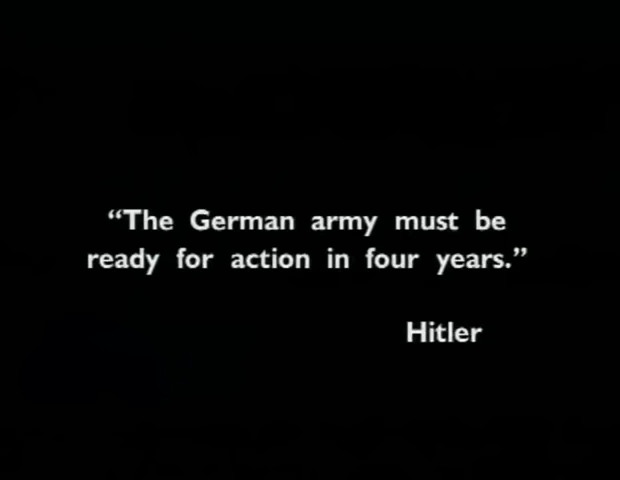 “The German army must be
ready for action in four years.”
Hitler